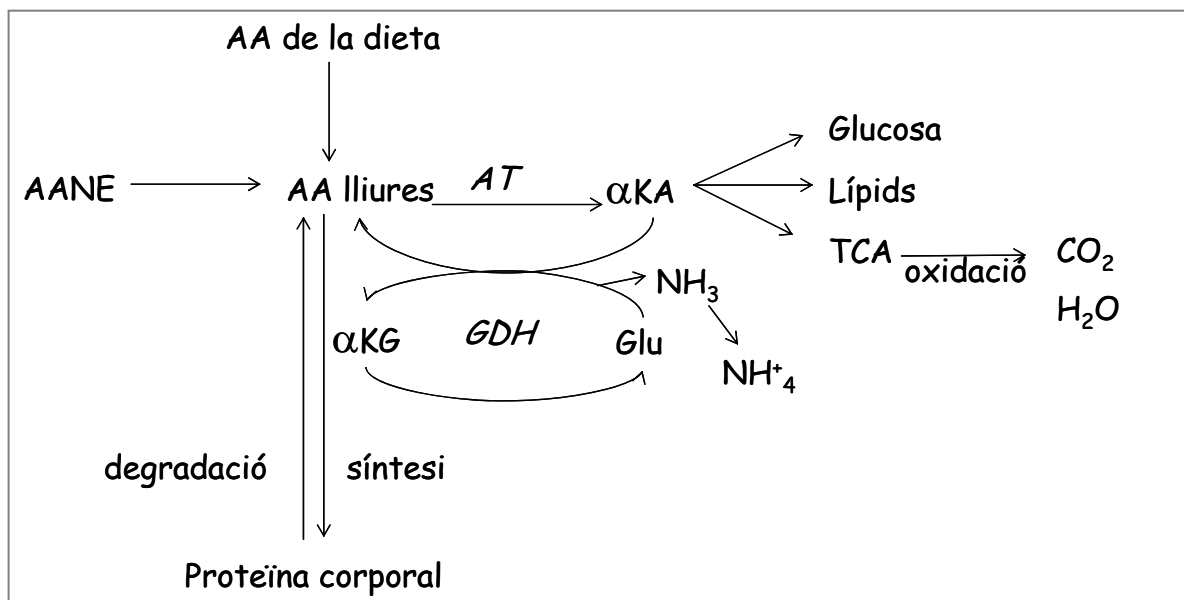 AA de la dieta
Glucosa
AANE
AA lliures
AT
αKA
Lípids
TCA
oxidació
CO₂
NH₃
H₂O
αKG
GDH
Glu
NH⁺₄
degradació
síntesi
Proteïna corporal